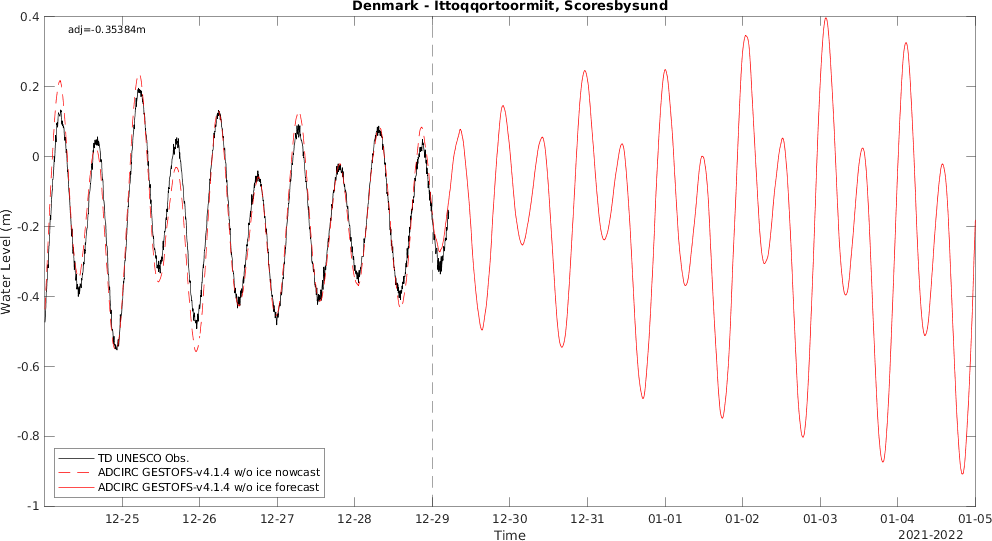 Denmark - Ittoqqortoormiit, Scoresbysund
adj=-0.35384m
0.4
0.2
0
-0.2
-0.4
-0.6
-0.8
-1
Water Level (m)
TD UNESCO Obs.
ADCIRC GESTOFS-v4.1.4 w/o ice nowcast
ADCIRC GESTOFS-v4.1.4 w/o ice forecast
12-25 12-26 12-27 12-28 12-29 12-30 12-31 01-01 01-02 01-03 01-04 01-05
Time
2021-2022